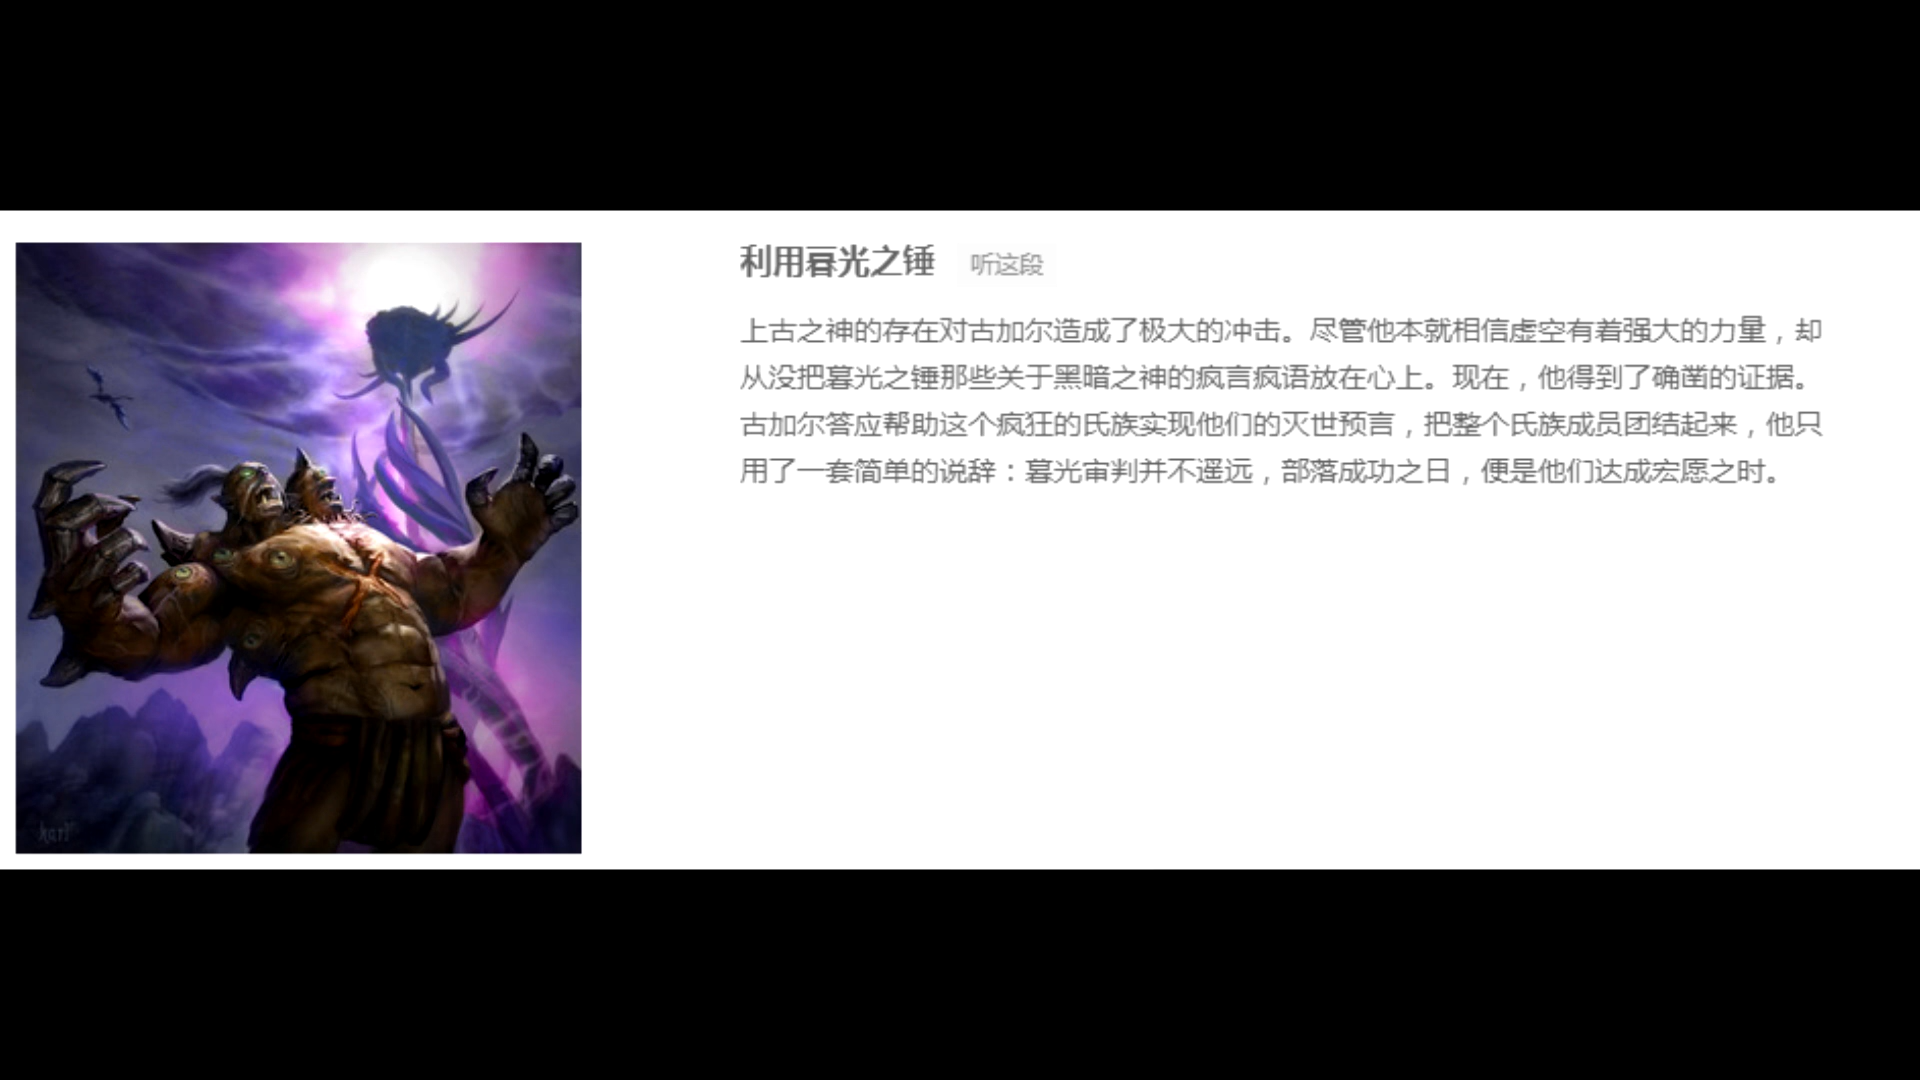 利用暮光之锤 听这段
上古之神的存在对古加尔造成了极大的冲击。尽管他本就相信虚空有着强大的力量，却
从没把暮光之锤那些关于黑暗之神的疯言疯语放在心上。现在，他得到了确凿的证据。
古加尔答应帮助这个疯狂的氏族实现他们的灭世预言，把整个氏族成员团结起来，他只
用了一套简单的说辞：暮光审判并不遥远，部落成功之日，便是他们达成宏愿之时。
karl